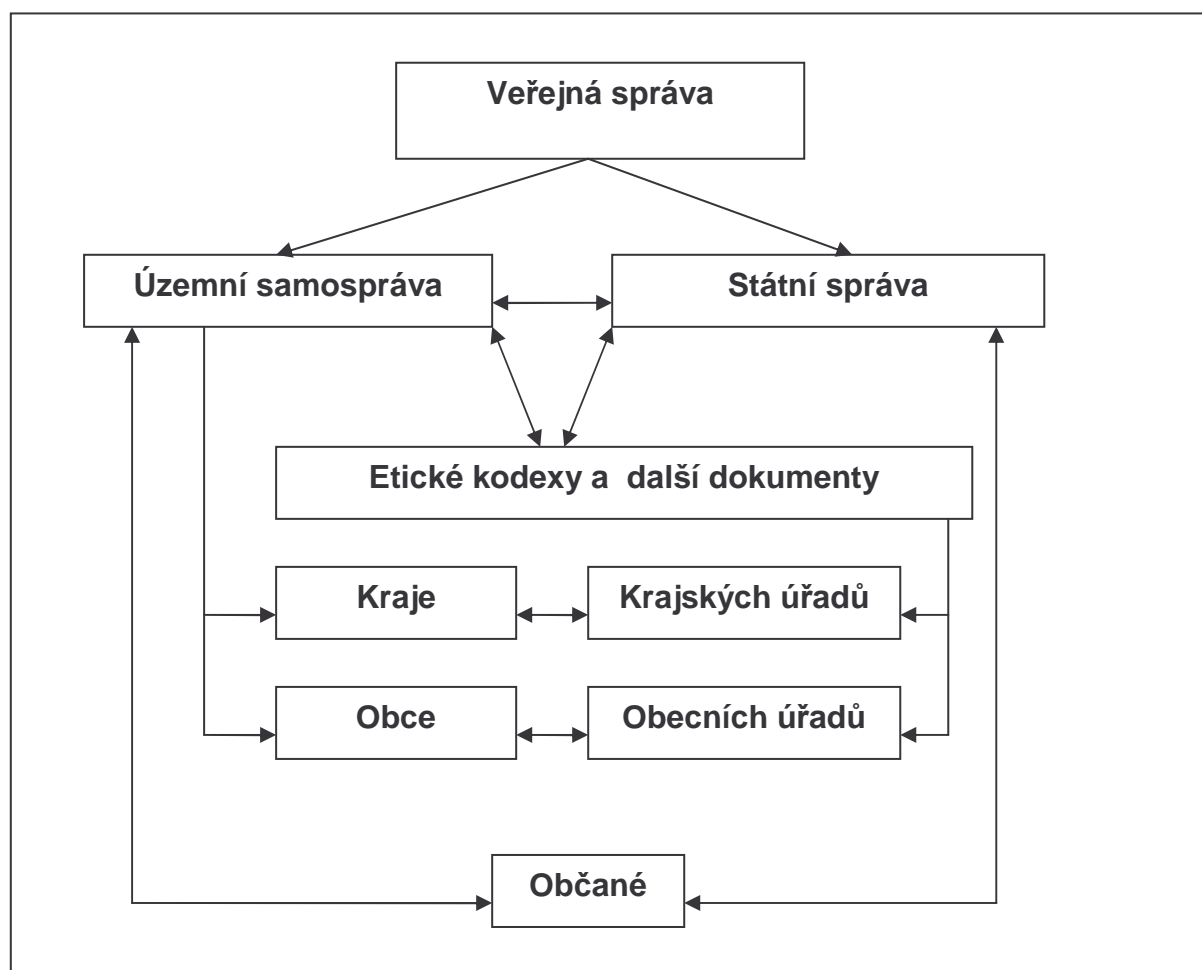 Veřejná správa
Územní samospráva
Státní správa
Etické kodexy a  další dokumenty
Kraje
Krajských úřadů
Obce
Obecních úřadů
Občané